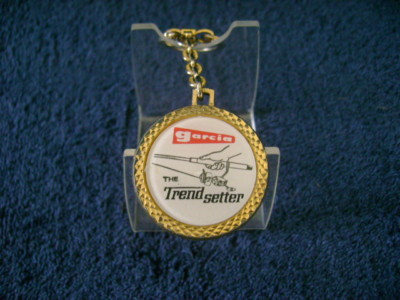 garcia
THE
Trend
setter